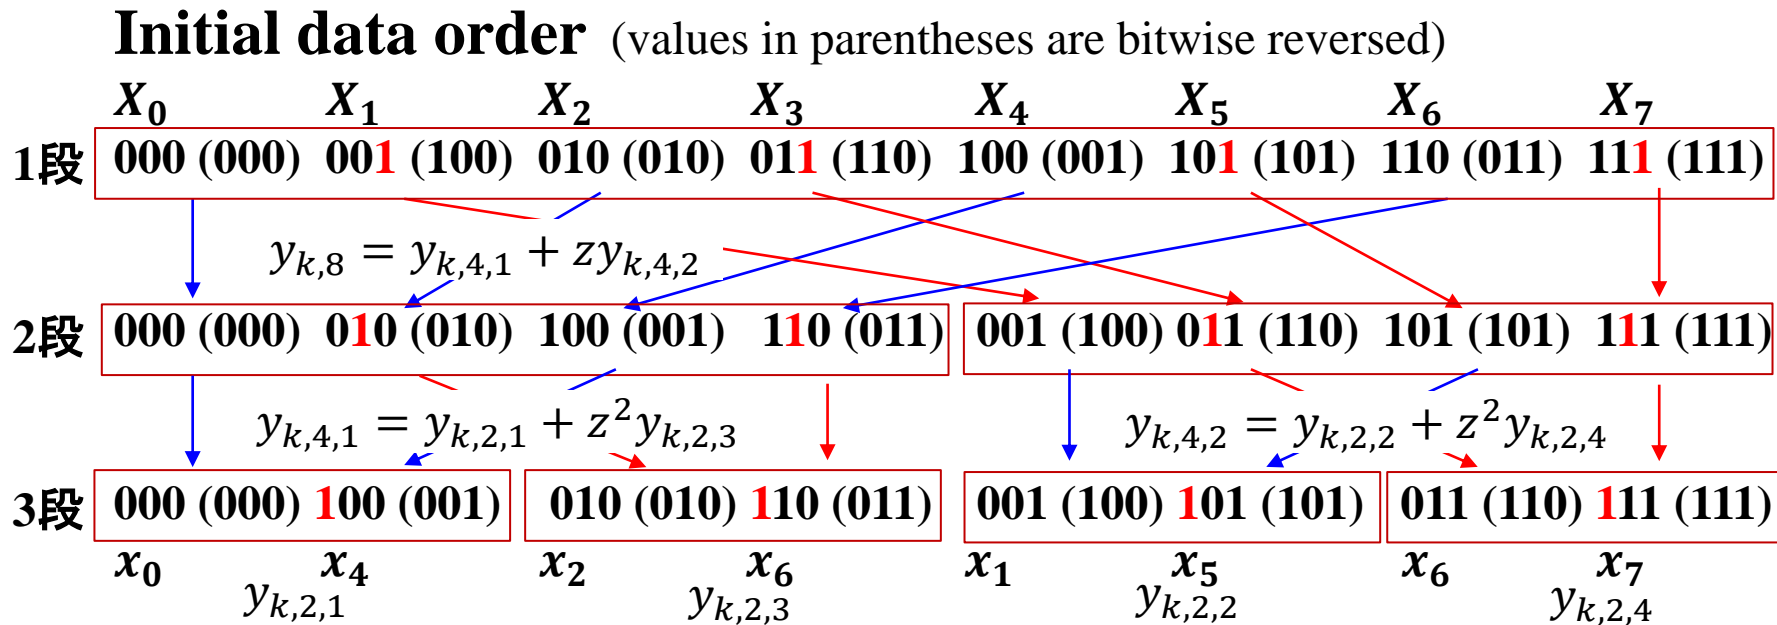 Initial data order (values in parentheses are bitwise reversed)
X₀ X₁ X₂ X₃ X₄ X₅ X₆ X₇
1段 000 (000) 001 (100) 010 (010) 011 (110) 100 (001) 101 (101) 110 (011) 111 (111)
yₖ,₈ = yₖ,₄,₁ + zyₖ,₄,₂
2段 000 (000) 010 (010) 100 (001) 110 (011) 001 (100) 011 (110) 101 (101) 111 (111)
yₖ,₄,₁ = yₖ,₂,₁ + z²yₖ,₂,₃ yₖ,₄,₂ = yₖ,₂,₂ + z²yₖ,₂,₄
3段 000 (000) 100 (001) 010 (010) 110 (011) 001 (100) 101 (101) 011 (110) 111 (111)
x₀ x₄ x₂ x₆ x₁ x₅ x₆ x₇
yₖ,₂,₁ yₖ,₂,₃ yₖ,₂,₂ yₖ,₂,₄